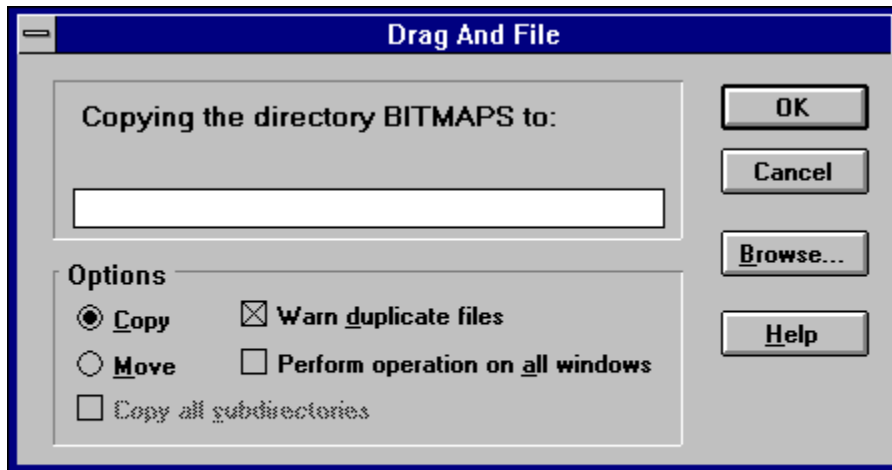 Drag And File
Copying the directory BITMAPS to:
OK
Cancel
Browse...
Help
Options
Copy
Warn duplicate files
Move
Perform operation on all windows
Copy all subdirectories